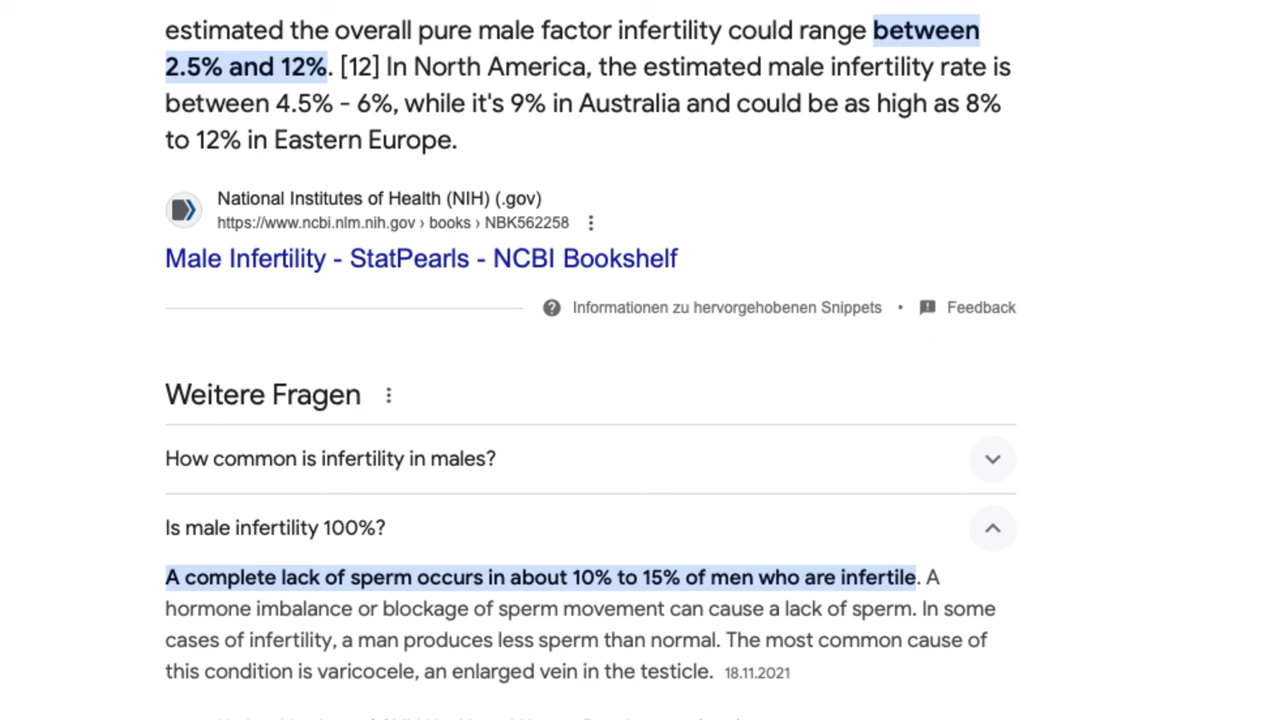 estimated the overall pure male factor infertility could range between
2.5% and 12%. [12] In North America, the estimated male infertility rate is
between 4.5% - 6%, while it's 9% in Australia and could be as high as 8%
to 12% in Eastern Europe.
National Institutes of Health (NIH) (.gov)
https://www.ncbi.nlm.nih.gov › books › NBK562258
Male Infertility - StatPearls - NCBI Bookshelf
Informationen zu hervorgehobenen Snippets • Feedback
Weitere Fragen
How common is infertility in males?
Is male infertility 100%?
A complete lack of sperm occurs in about 10% to 15% of men who are infertile. A
hormone imbalance or blockage of sperm movement can cause a lack of sperm. In some
cases of infertility, a man produces less sperm than normal. The most common cause of
this condition is varicocele, an enlarged vein in the testicle. 18.11.2021